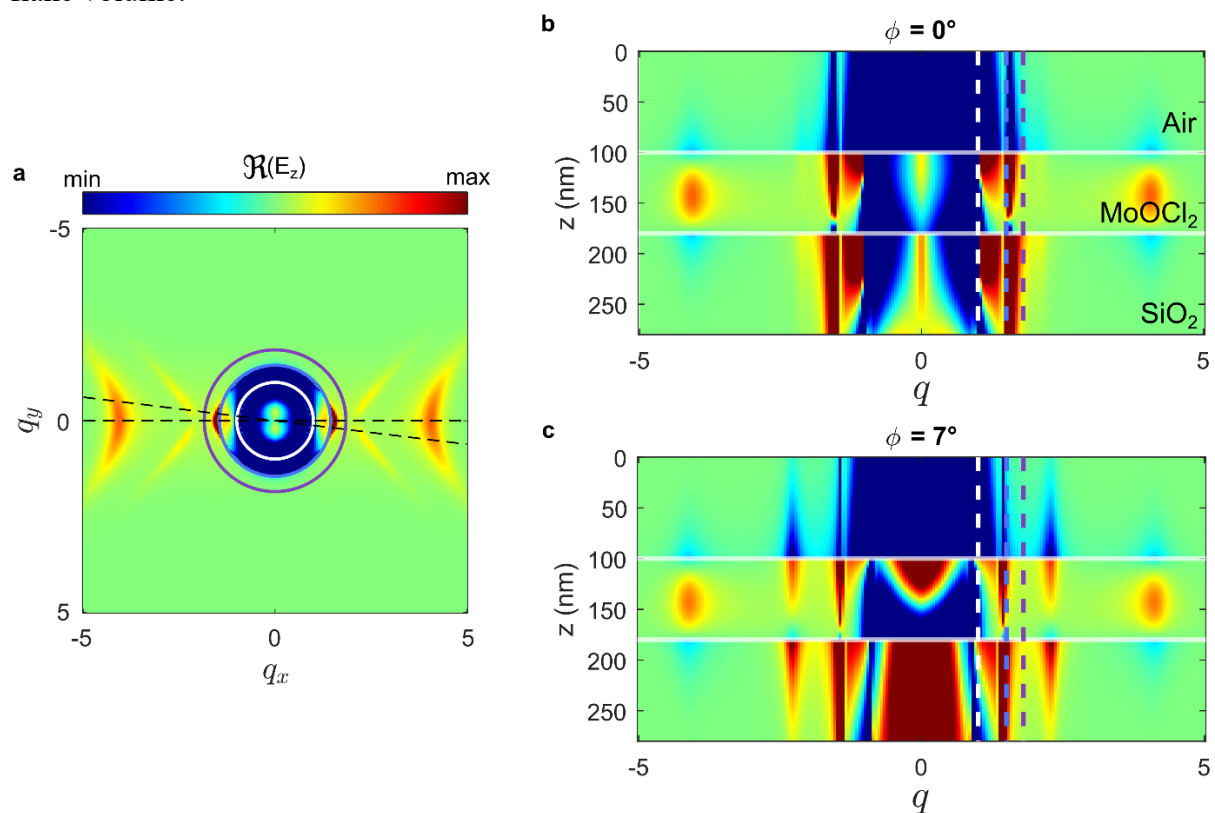 b
ϕ = 0°
0
50
100
150
200
250
z (nm)
Air
MoOCl₂
SiO₂
-5
0
5
q
a
ℜ(E_z)
min
max
-5
0
5
q_y
-5
0
5
q_x
c
ϕ = 7°
0
50
100
150
200
250
z (nm)
-5
0
5
q